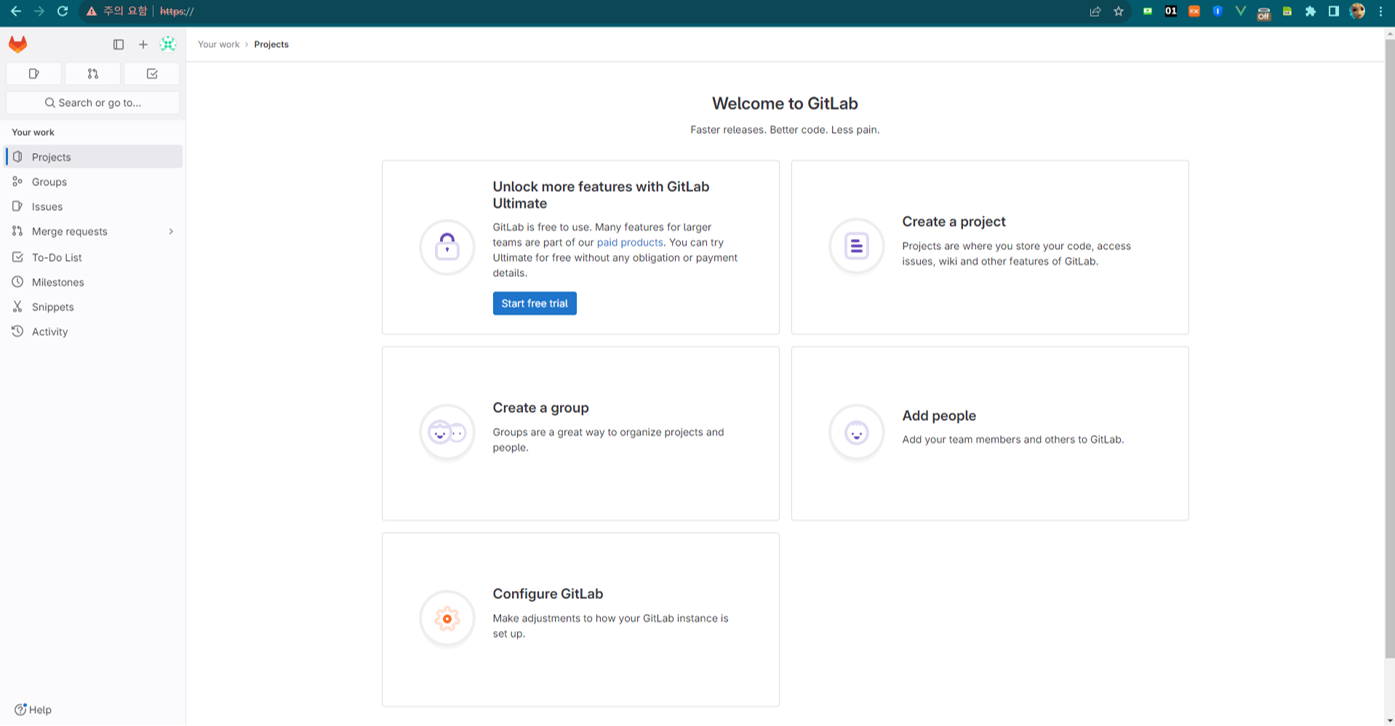 주의 요함 | https://
01
Off
Your work › Projects
Search or go to...
Your work
Projects
Groups
Issues
Merge requests
To-Do List
Milestones
Snippets
Activity
Help
Welcome to GitLab
Faster releases. Better code. Less pain.
Unlock more features with GitLab
Ultimate
GitLab is free to use. Many features for larger
teams are part of our paid products. You can try
Ultimate for free without any obligation or payment
details.
Start free trial
Create a project
Projects are where you store your code, access
issues, wiki and other features of GitLab.
Create a group
Groups are a great way to organize projects and
people.
Add people
Add your team members and others to GitLab.
Configure GitLab
Make adjustments to how your GitLab instance is
set up.